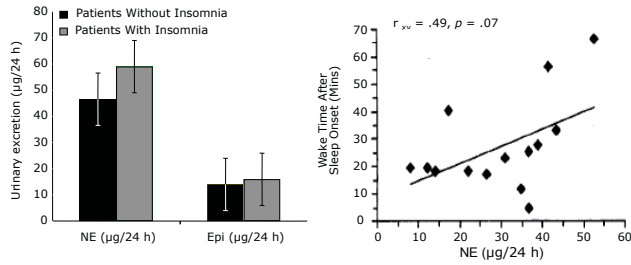 Patients Without Insomnia
Patients With Insomnia
Urinary excretion (µg/24 h)
80
70
60
50
40
30
20
10
0
NE (µg/24 h)
Epi (µg/24 h)
r xy = .49, p = .07
Wake Time After
Sleep Onset (Mins)
70
60
50
40
30
20
10
0
0
10
20
30
40
50
60
NE (µg/24 h)